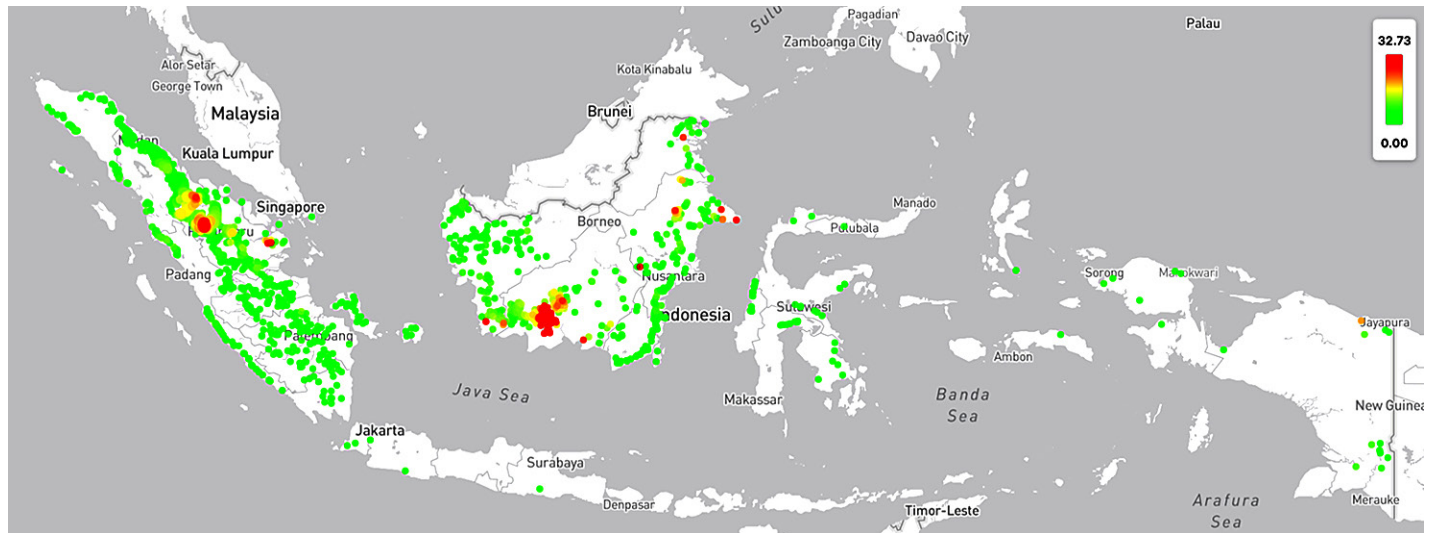 Sulu
Pagadian
Palau
Zamboanga City
Davao City
32.73
Alor Setar
Kota Kinabalu
George Town
Malaysia
Brunei
0.00
Kuala Lumpur
Singapore
Manado
Borneo
Polubala
Padang
Nusantara
Sorong
Sulawesi
Indonesia
Jayapura
Palembang
Ambon
Java Sea
Makassar
Banda
Sea
New Guinea
Jakarta
Surabaya
Denpasar
Arafura
Sea
Merauke
Timor-Leste